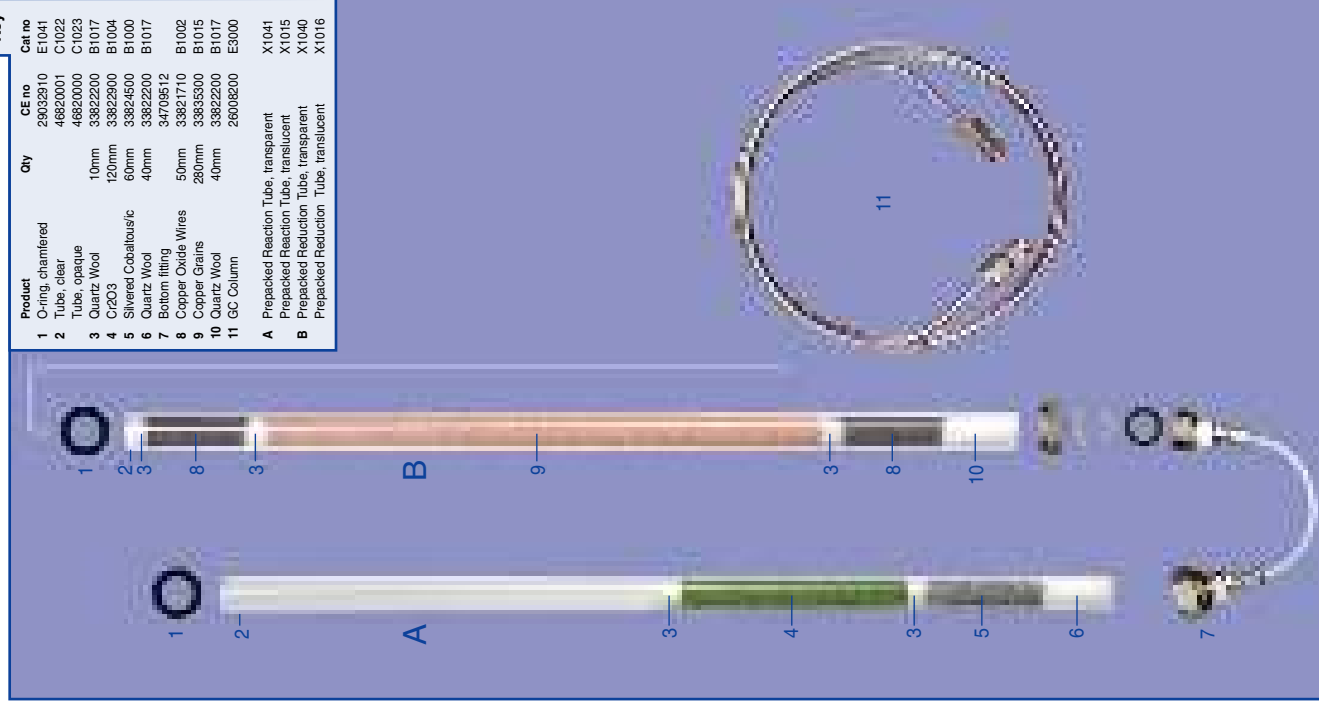 Product Qty CE no Cat no
1 O-ring, chamfered 29032910 E1041
2 Tube, clear 46820001 C1022
Tube, opaque 46820000 C1023
3 Quartz Wool 10mm 33822200 B1017
4 Cr2O3 120mm 33822900 B1004
5 Silvered Cobaltous/ic 60mm 33824500 B1000
6 Quartz Wool 40mm 33822200 B1017
7 Bottom fitting 34709512
8 Copper Oxide Wires 50mm 33821710 B1002
9 Copper Grains 280mm 33835300 B1015
10 Quartz Wool 40mm 33822200 B1017
11 GC Column 26008200 E3000
A Prepacked Reaction Tube, transparent X1041
Prepacked Reaction Tube, translucent X1015
B Prepacked Reduction Tube, transparent X1040
Prepacked Reduction Tube, translucent X1016
1
2
3
8
3
B
9
3
8
10
1
2
A
3
4
3
5
6
7
11